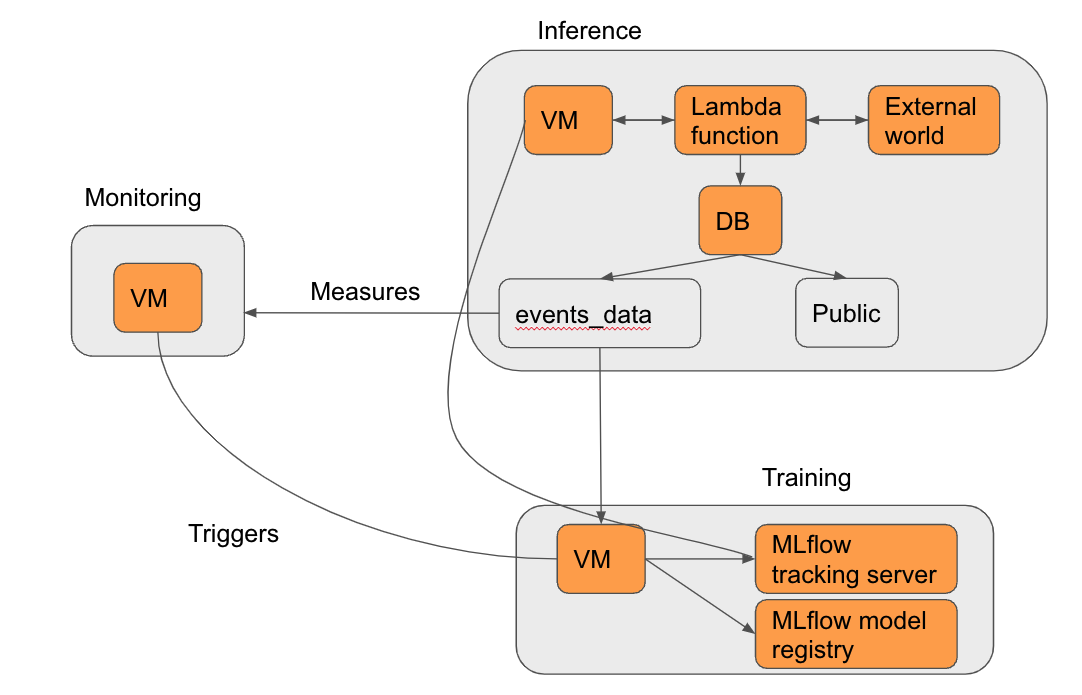 Inference
VM
Lambda
function
External
world
DB
Monitoring
VM
Measures
events_data
Public
Triggers
Training
VM
MLflow
tracking server
MLflow model
registry